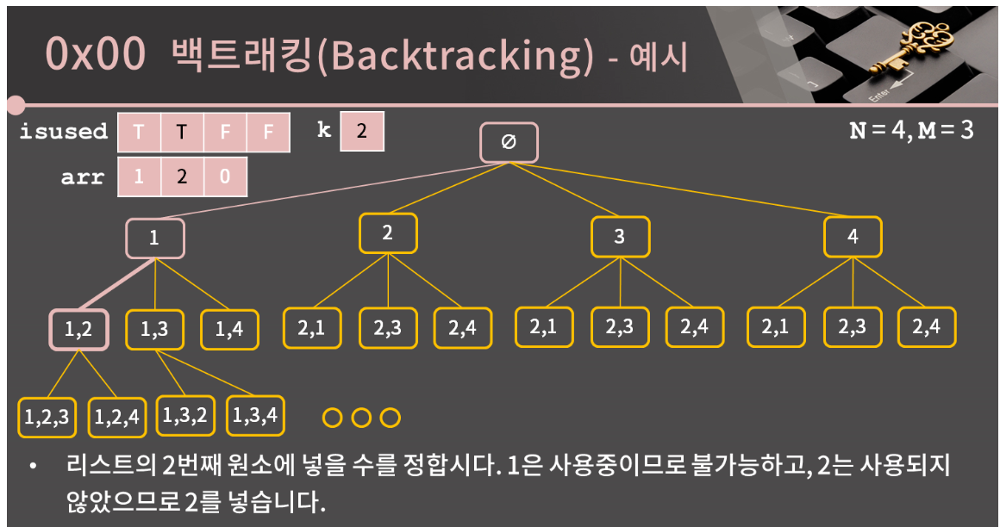 0x00 백트래킹(Backtracking) - 예시
Enter
isused T T F F k 2
N = 4, M = 3
∅
arr 1 2 0
1 2 3 4
1,2 1,3 1,4 2,1 2,3 2,4 2,1 2,3 2,4 2,1 2,3 2,4
1,2,3 1,2,4 1,3,2 1,3,4
• 리스트의 2번째 원소에 넣을 수를 정합시다. 1은 사용중이므로 불가능하고, 2는 사용되지
않았으므로 2를 넣습니다.